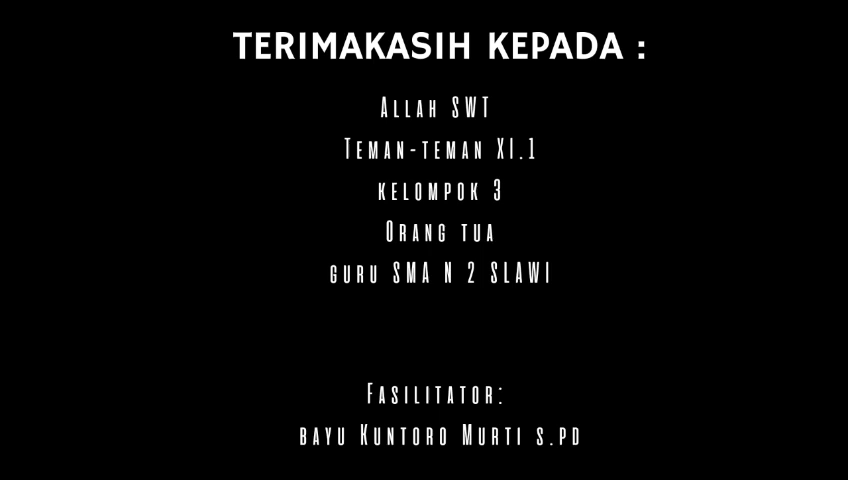 TERIMAKASIH KEPADA :
Allah SWT
Teman-teman XI.1
kelompok 3
Orang tua
guru SMA N 2 SLAWI
Fasilitator:
bayu Kuntoro Murti s.pd